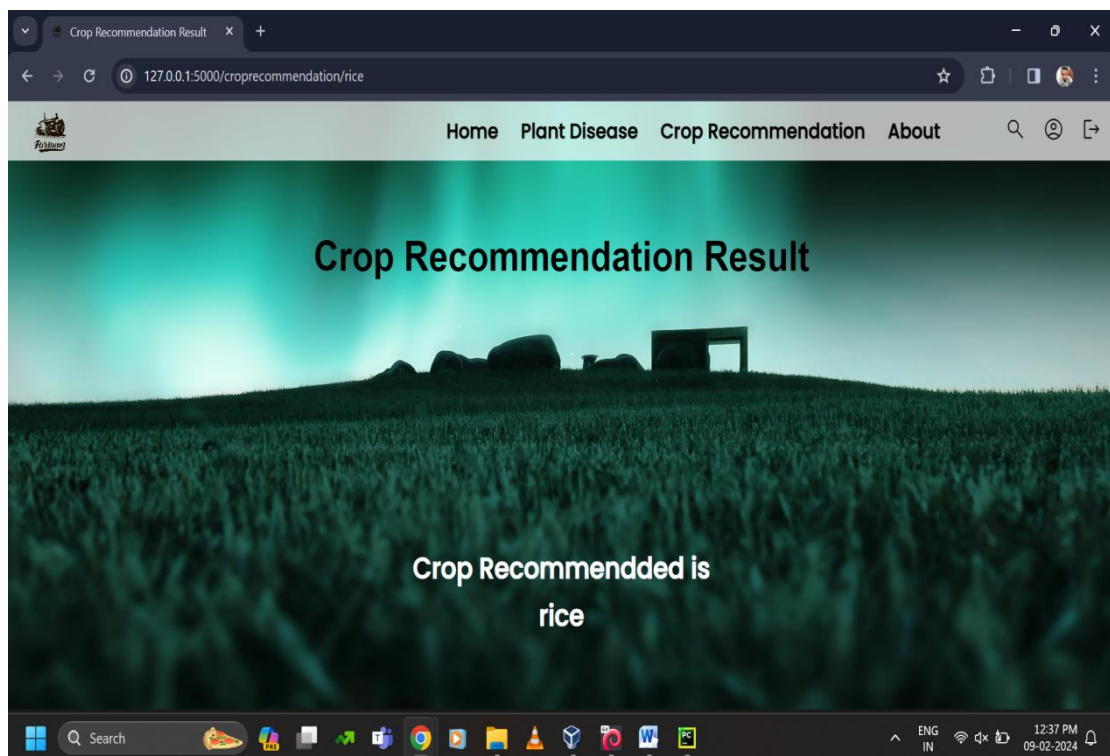 Crop Recommendation Result
127.0.0.1:5000/croprecommendation/rice
Home Plant Disease Crop Recommendation About
Crop Recommendation Result
Crop Recommendded is
rice
Search
PRE
ENG
IN
12:37 PM
09-02-2024